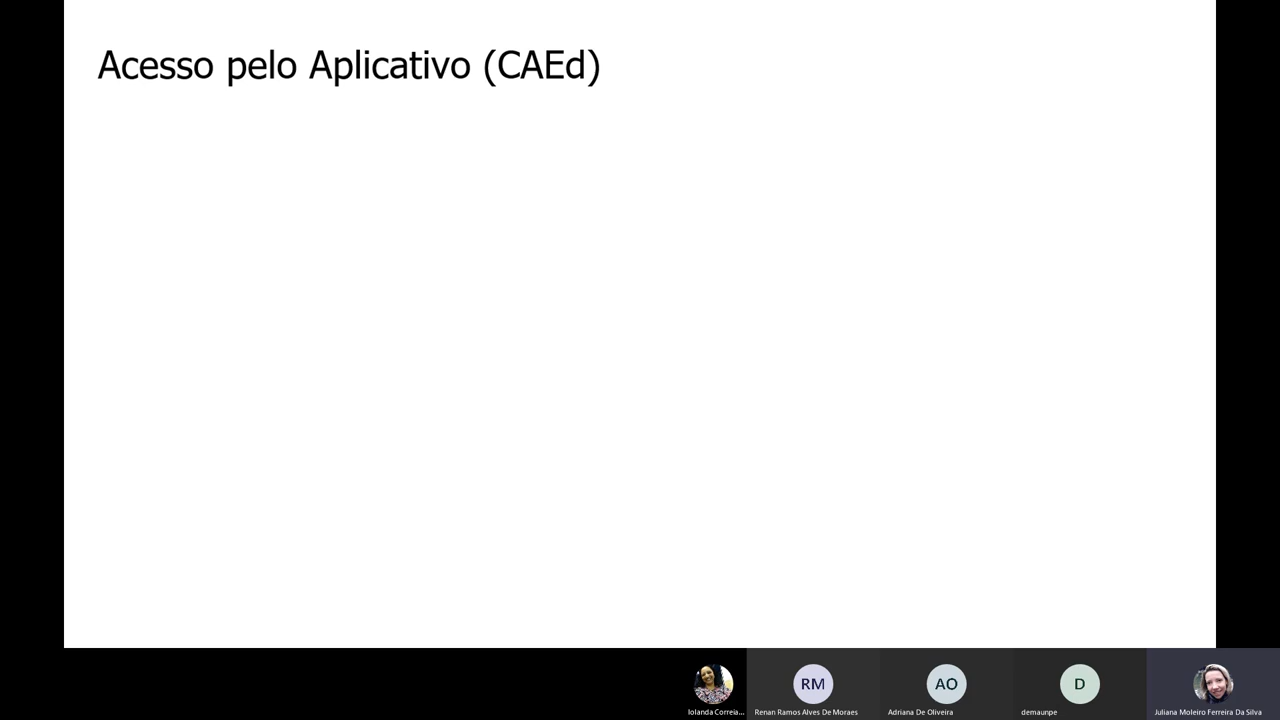 Acesso pelo Aplicativo (CAEd)
RM
AO
D
Iolanda Correia...
Renan Ramos Alves De Moraes
Adriana De Oliveira
demaunpe
Juliana Moleiro Ferreira Da Silva